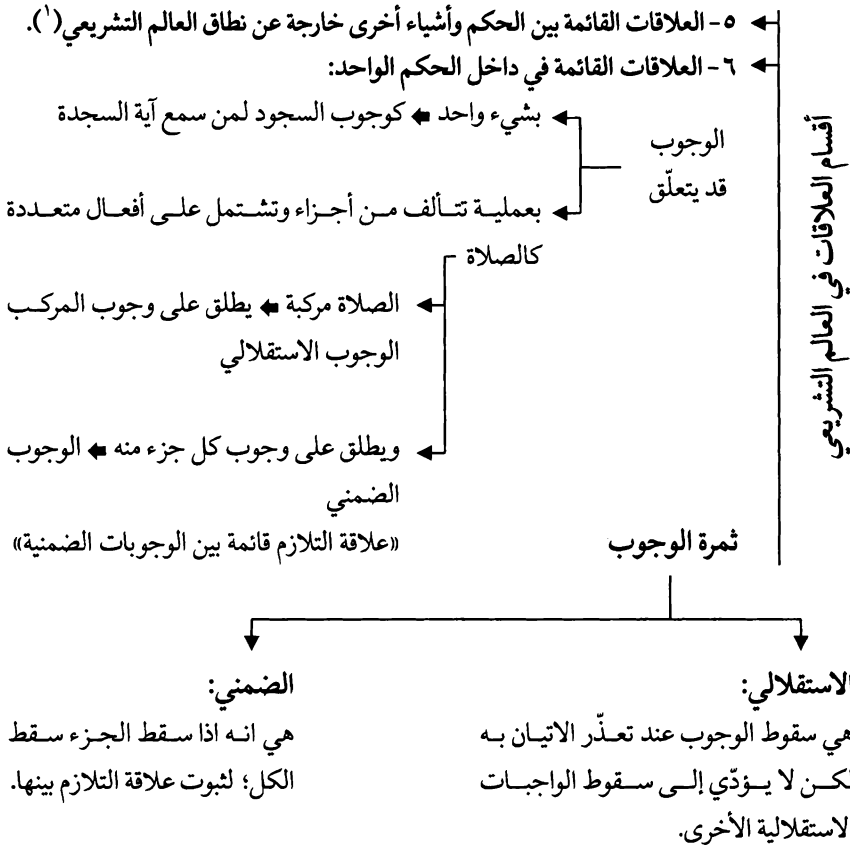 أقسام العلاقات في العالم التشريعي
٥- العلاقات القائمة بين الحكم وأشياء أخرى خارجة عن نطاق العالم التشريعي(١).
٦- العلاقات القائمة في داخل الحكم الواحد:
الوجوب
قد يتعلّق
بشيء واحد ← كوجوب السجود لمن سمع آية السجدة
بعملية تتألف من أجزاء وتشتمل على أفعال متعددة
كالصلاة
الصلاة مركبة ← يطلق على وجوب المركب
الوجوب الاستقلالي
ويطلق على وجوب كل جزء منه ← الوجوب
الضمني
«علاقة التلازم قائمة بين الوجوبات الضمنية»
ثمرة الوجوب
الاستقلالي:
هي سقوط الوجوب عند تعذّر الاتيان به
لكن لا يؤدّي إلى سقوط الواجبات
الاستقلالية الأخرى.
الضمني:
هي انه اذا سقط الجزء سقط
الكل؛ لثبوت علاقة التلازم بينها.